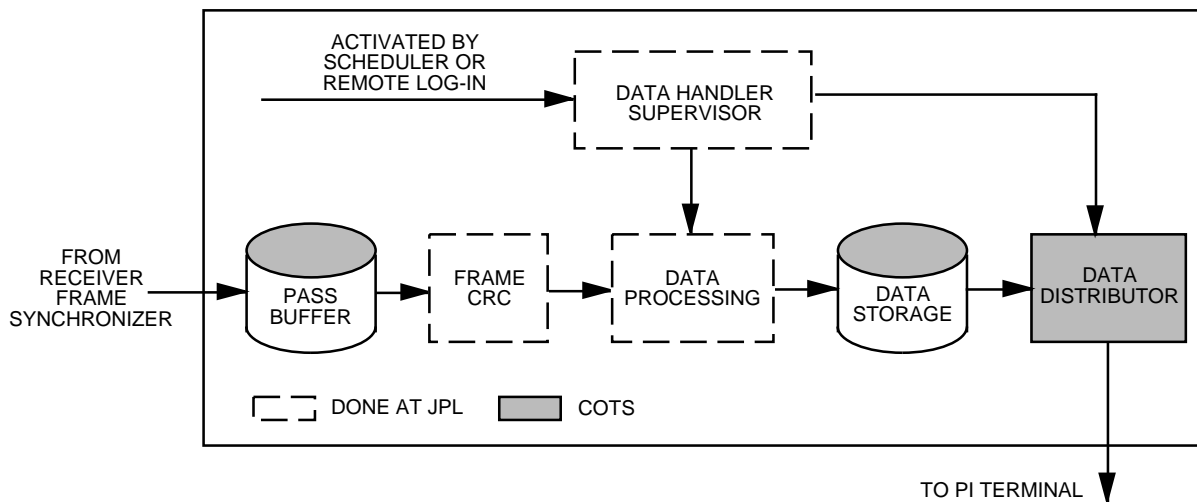 ACTIVATED BY
SCHEDULER OR
REMOTE LOG-IN
DATA HANDLER
SUPERVISOR
FROM
RECEIVER
FRAME
SYNCHRONIZER
PASS
BUFFER
FRAME
CRC
DATA
PROCESSING
DATA
STORAGE
DATA
DISTRIBUTOR
DONE AT JPL
COTS
TO PI TERMINAL